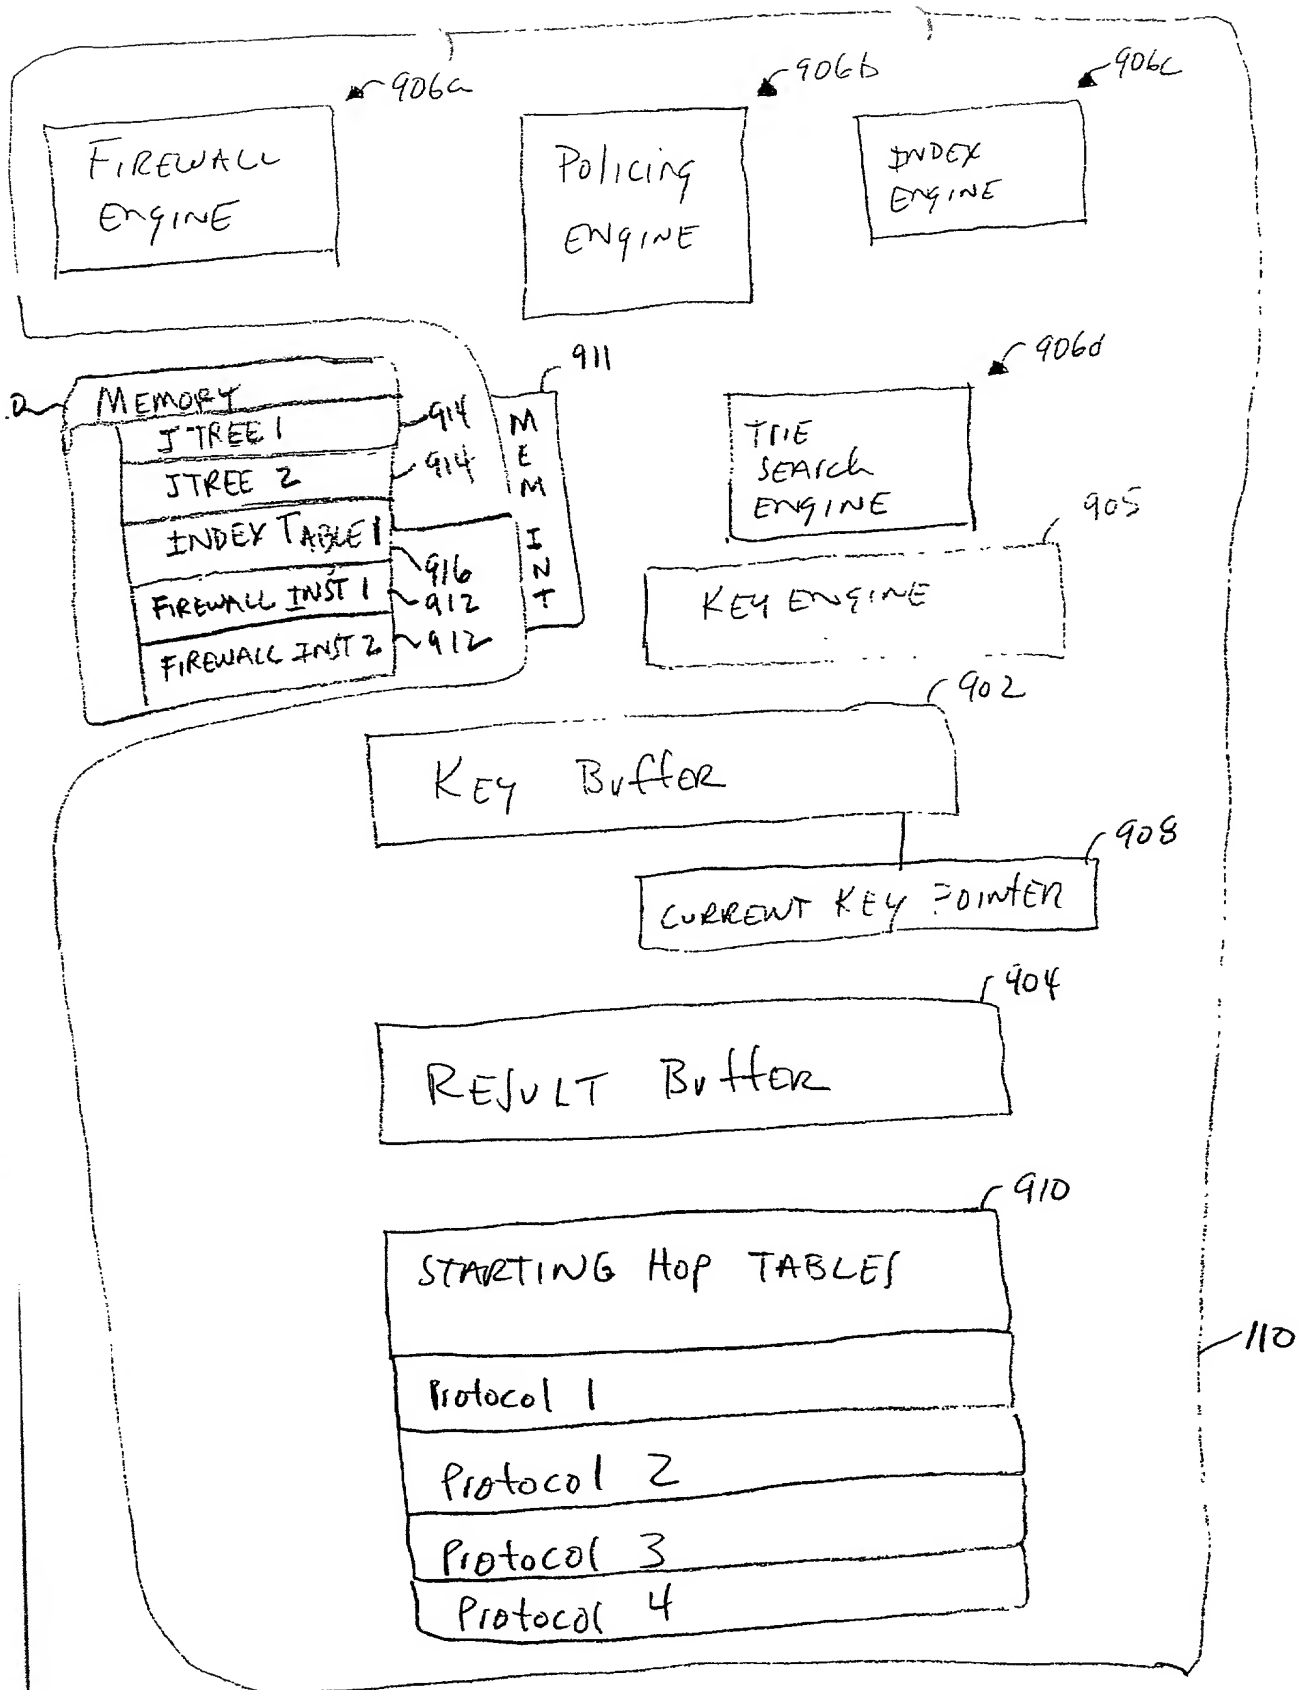 906a
906b
906c
FIREWALL
ENGINE
Policing
ENGINE
INDEX
ENGINE
911
906d
MEMORY
JTREE 1
914
JTREE 2
914
INDEX TABLE 1
916
FIREWALL INST 1
912
FIREWALL INST 2
912
MEM INT
TRIE
SEARCH
ENGINE
905
KEY ENGINE
902
KEY Buffer
908
CURRENT KEY POINTER
904
RESULT Buffer
910
STARTING HOP TABLES
110
Protocol 1
Protocol 2
Protocol 3
Protocol 4